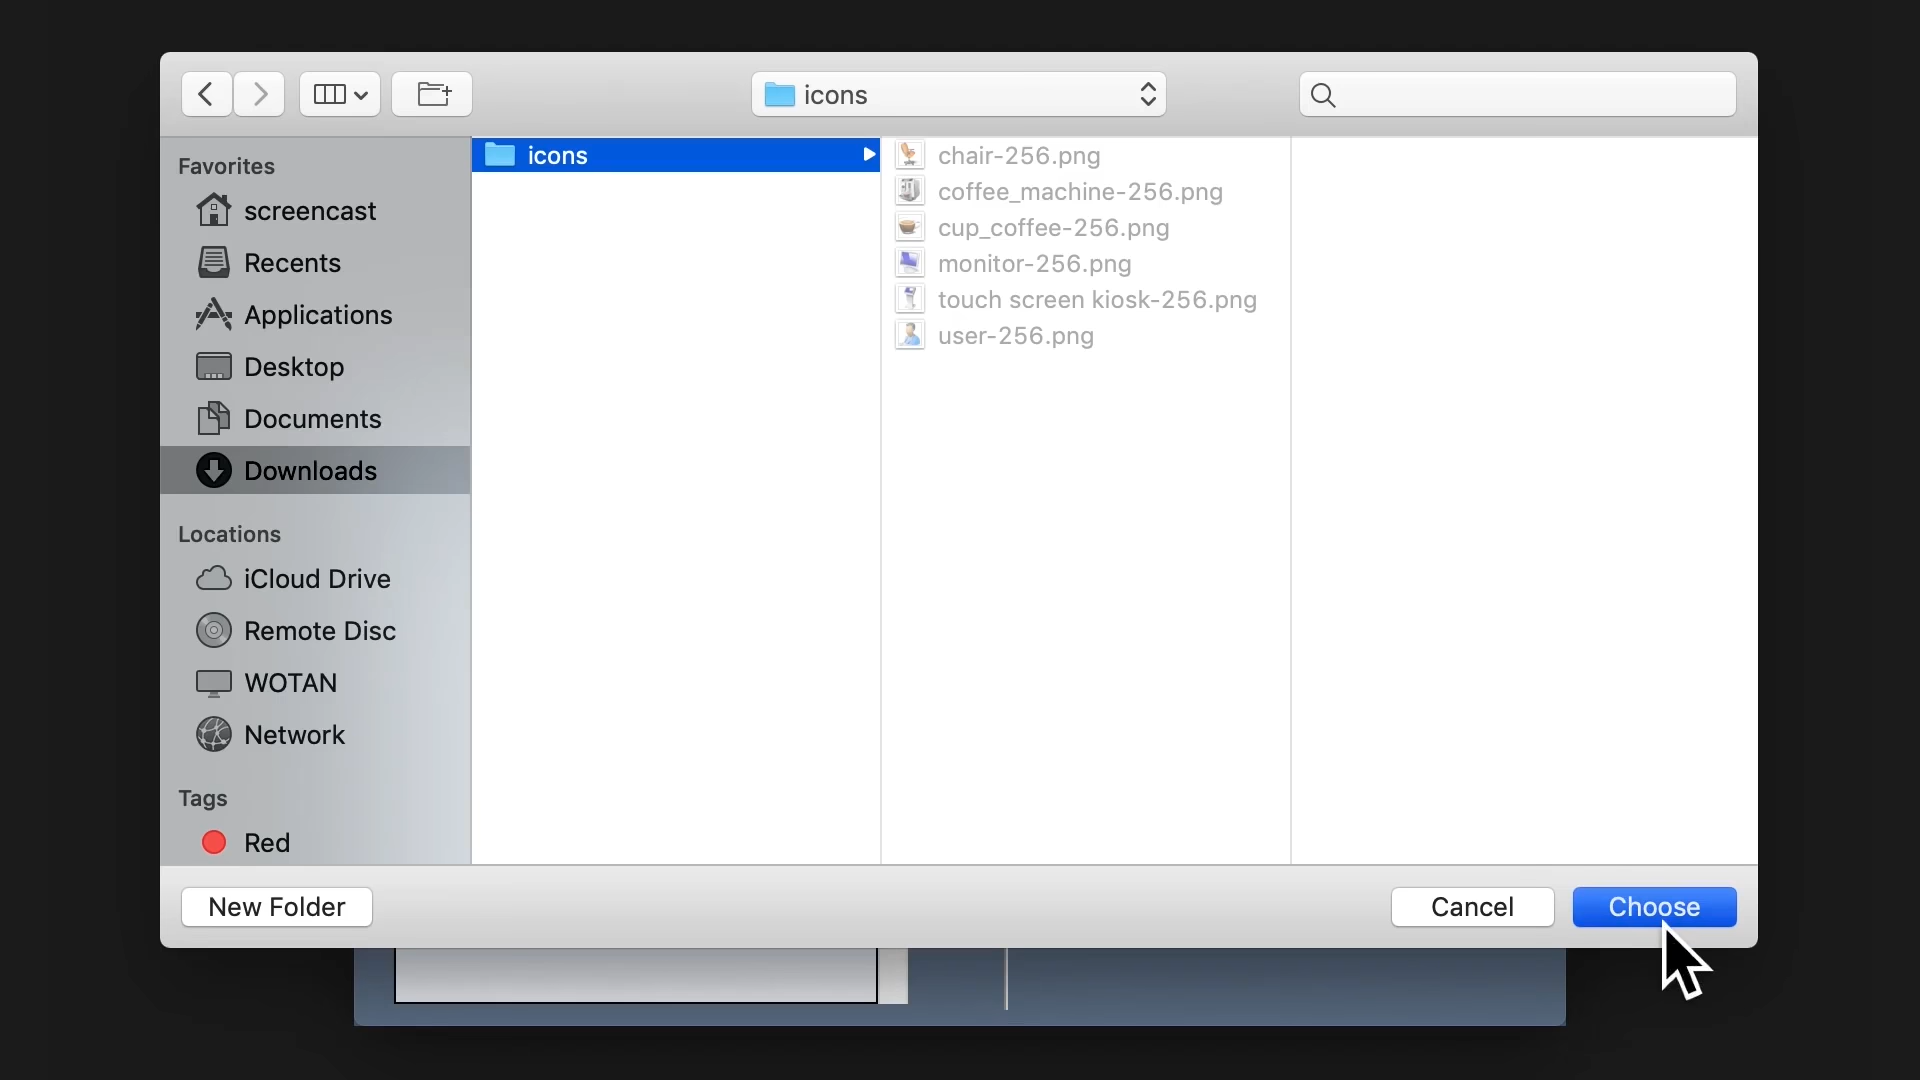 icons
Favorites
screencast
Recents
Applications
Desktop
Documents
Downloads
Locations
iCloud Drive
Remote Disc
WOTAN
Network
Tags
Red
icons
chair-256.png
coffee_machine-256.png
cup_coffee-256.png
monitor-256.png
touch screen kiosk-256.png
user-256.png
New Folder
Cancel
Choose